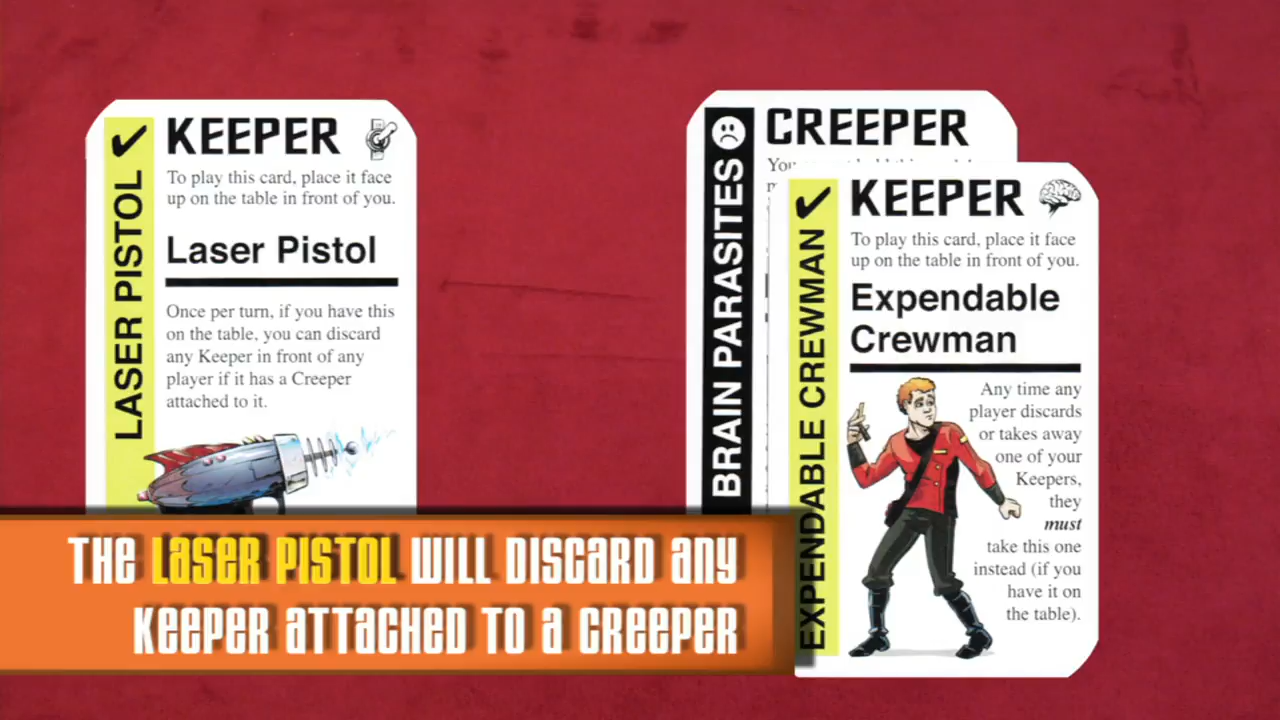 LASER PISTOL
KEEPER
To play this card, place it face
up on the table in front of you.
Laser Pistol
Once per turn, if you have this
on the table, you can discard
any Keeper in front of any
player if it has a Creeper
attached to it.
BRAIN PARASITES
CREEPER
You
EXPENDABLE CREWMAN
KEEPER
To play this card, place it face
up on the table in front of you.
Expendable
Crewman
Any time any
player discards
or takes away
one of your
Keepers,
they
must
take this one
instead (if you
have it on
the table).
THE LASER PISTOL WILL DISCARD ANY
KEEPER ATTACHED TO A CREEPER